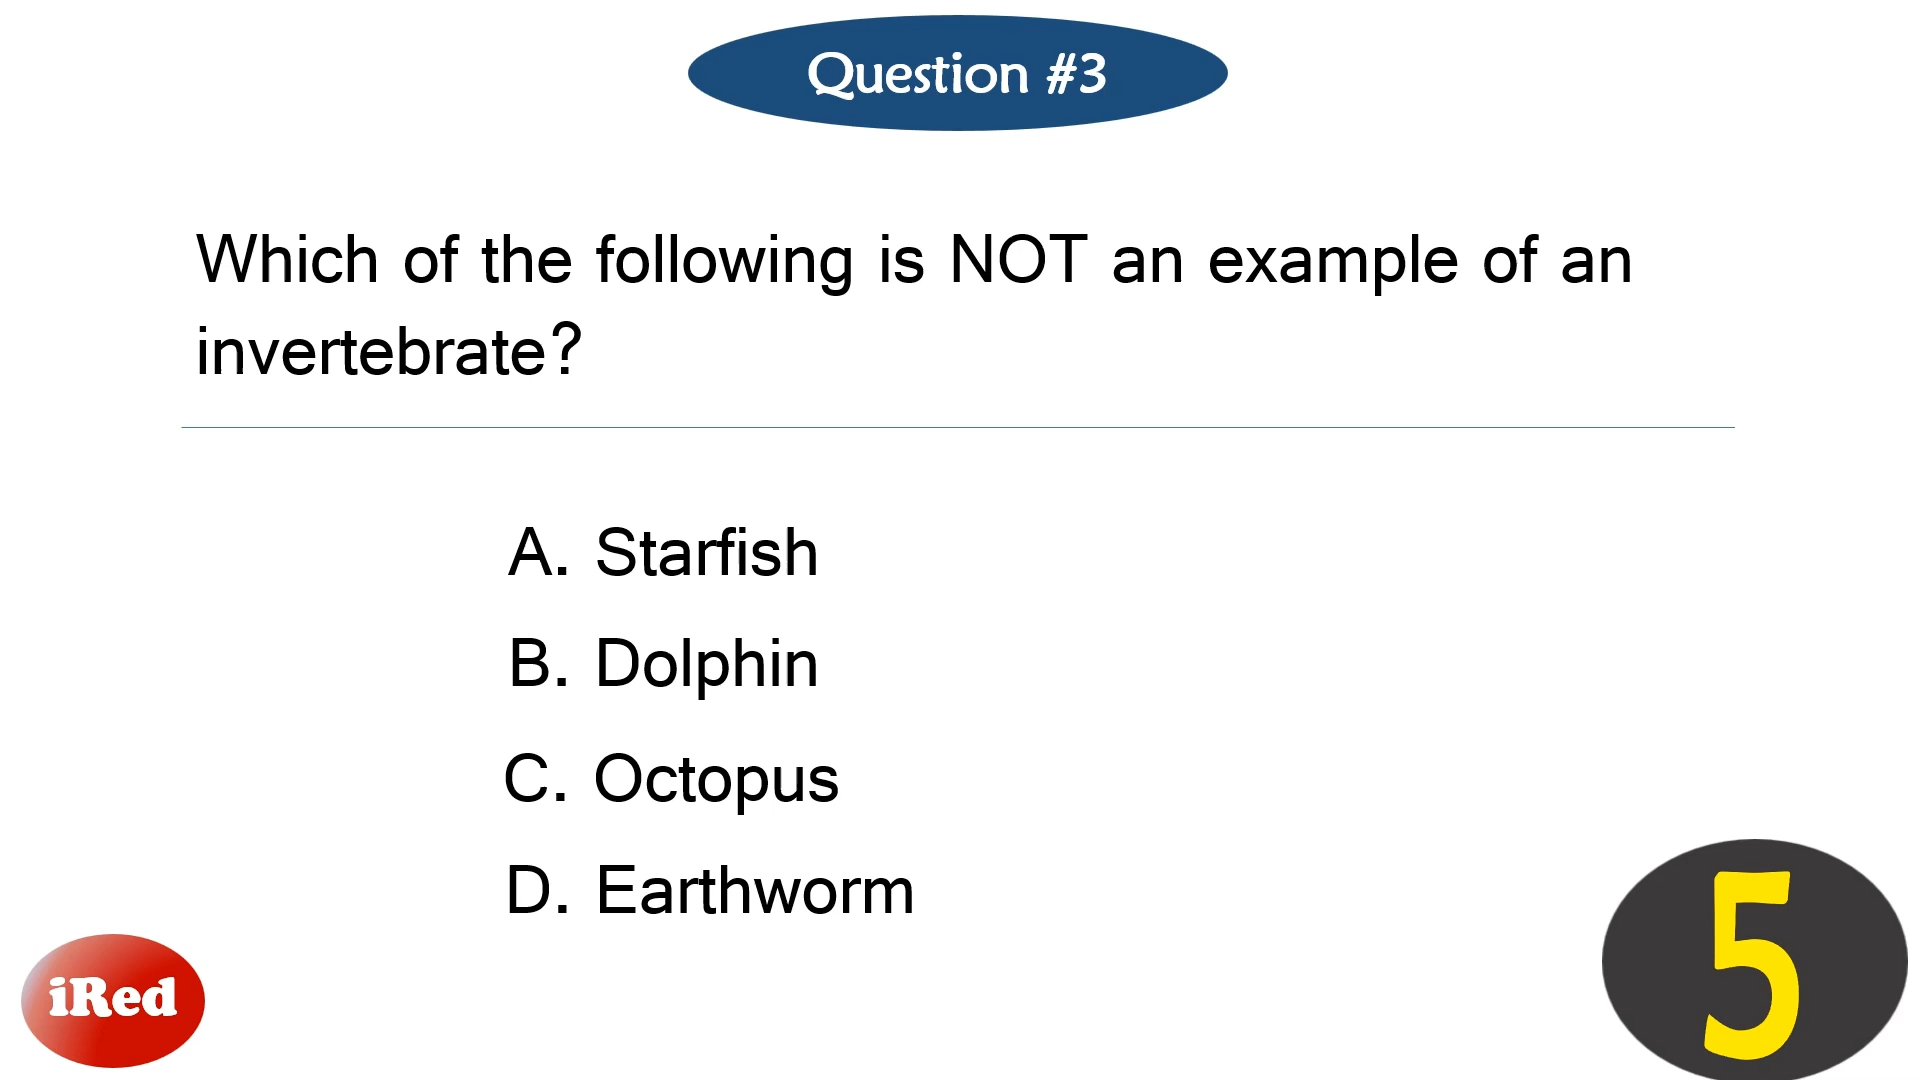 Question #3
Which of the following is NOT an example of an
invertebrate?
A. Starfish
B. Dolphin
C. Octopus
D. Earthworm
iRed
5